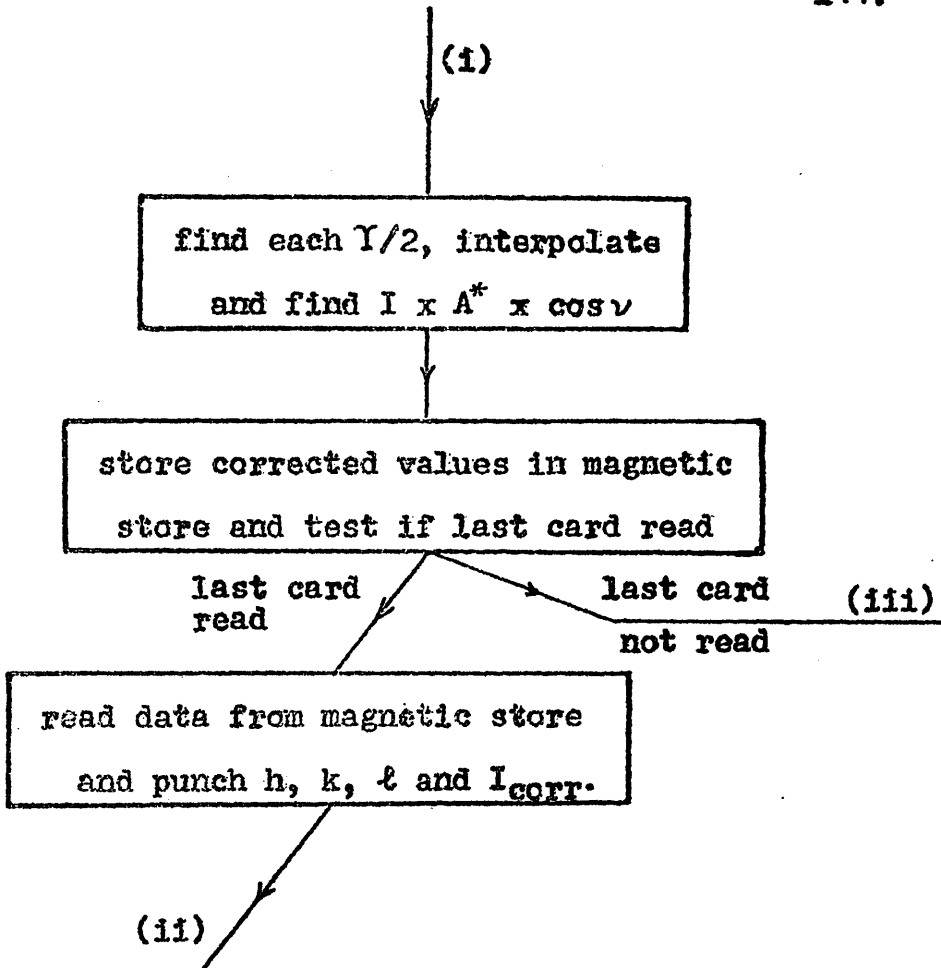 (i)
find each ϒ/2, interpolate
and find I x A* x cos ν
store corrected values in magnetic
store and test if last card read
last card
read
last card
not read
(iii)
read data from magnetic store
and punch h, k, ℓ and Icorr.
(ii)